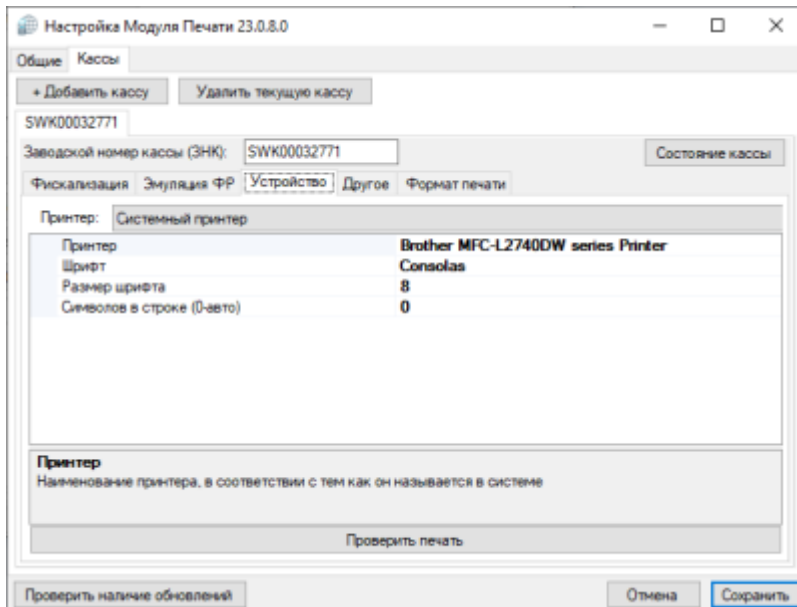 Настройка Модуля Печати 23.0.8.0
Общие Кассы
+ Добавить кассу Удалить текущую кассу
SWK00032771
Заводской номер кассы (ЗНК): SWK00032771 Состояние кассы
Фискализация Эмуляция ФР Устройство Другое Формат печати
Принтер: Системный принтер
Принтер Brother MFC-L2740DW series Printer
Шрифт Consolas
Размер шрифта 8
Символов в строке (0-авто) 0
Принтер
Наименование принтера, в соответствии с тем как он называется в системе
Проверить печать
Проверить наличие обновлений Отмена Сохранить